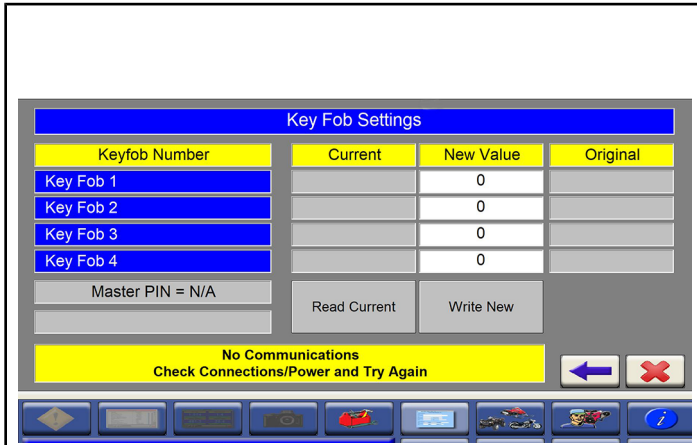 Key Fob Settings
Keyfob Number Current New Value Original
Key Fob 1 0
Key Fob 2 0
Key Fob 3 0
Key Fob 4 0
Master PIN = N/A
Read Current Write New
No Communications
Check Connections/Power and Try Again
i